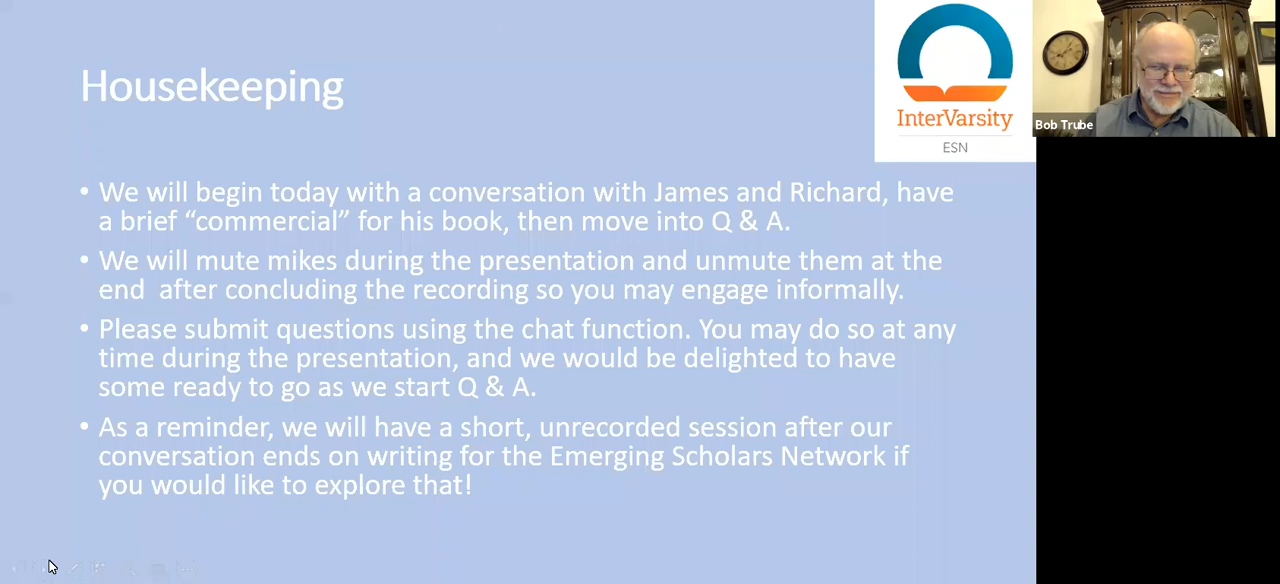 Housekeeping
InterVarsity
ESN
Bob Trube
• We will begin today with a conversation with James and Richard, have
a brief “commercial” for his book, then move into Q & A.
• We will mute mikes during the presentation and unmute them at the
end  after concluding the recording so you may engage informally.
• Please submit questions using the chat function. You may do so at any
time during the presentation, and we would be delighted to have
some ready to go as we start Q & A.
• As a reminder, we will have a short, unrecorded session after our
conversation ends on writing for the Emerging Scholars Network if
you would like to explore that!